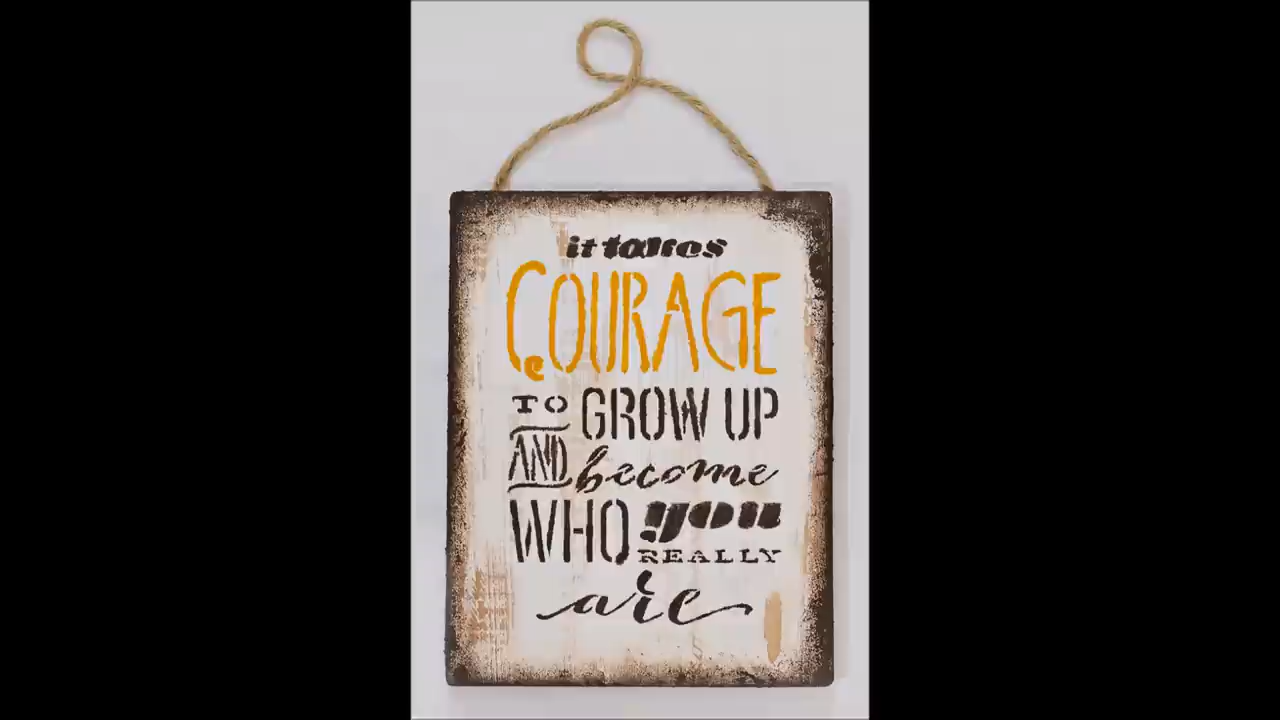 it takes
COURAGE
TO GROW UP
AND become
WHO you
REALLY
are